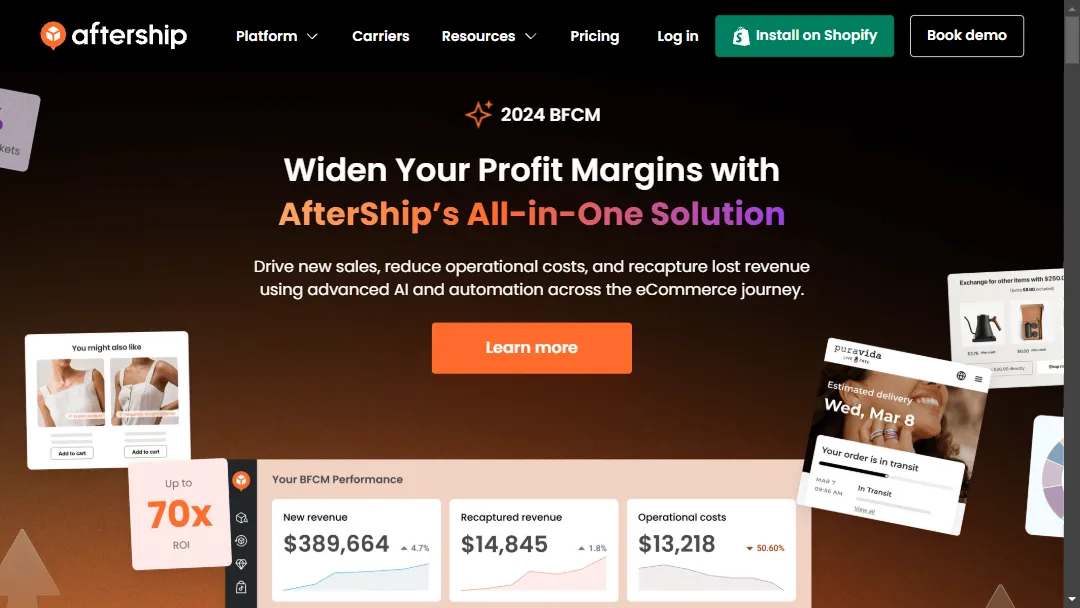 aftership
Platform
Carriers
Resources
Pricing
Log in
Install on Shopify
Book demo
2024 BFCM
Widen Your Profit Margins with
AfterShip’s All-in-One Solution
Drive new sales, reduce operational costs, and recapture lost revenue
using advanced AI and automation across the eCommerce journey.
Learn more
You might also like
Add to cart
Add to cart
Up to
70x
ROI
Your BFCM Performance
New revenue
$389,664
4.7%
Recaptured revenue
$14,845
1.8%
Operational costs
$13,218
50.60%
Exchange for other items with $250.0
puravida
LIVE FREE
Estimated delivery
Wed, Mar 8
Your order is in transit
MAR 7
09:56 AM
In Transit
View all